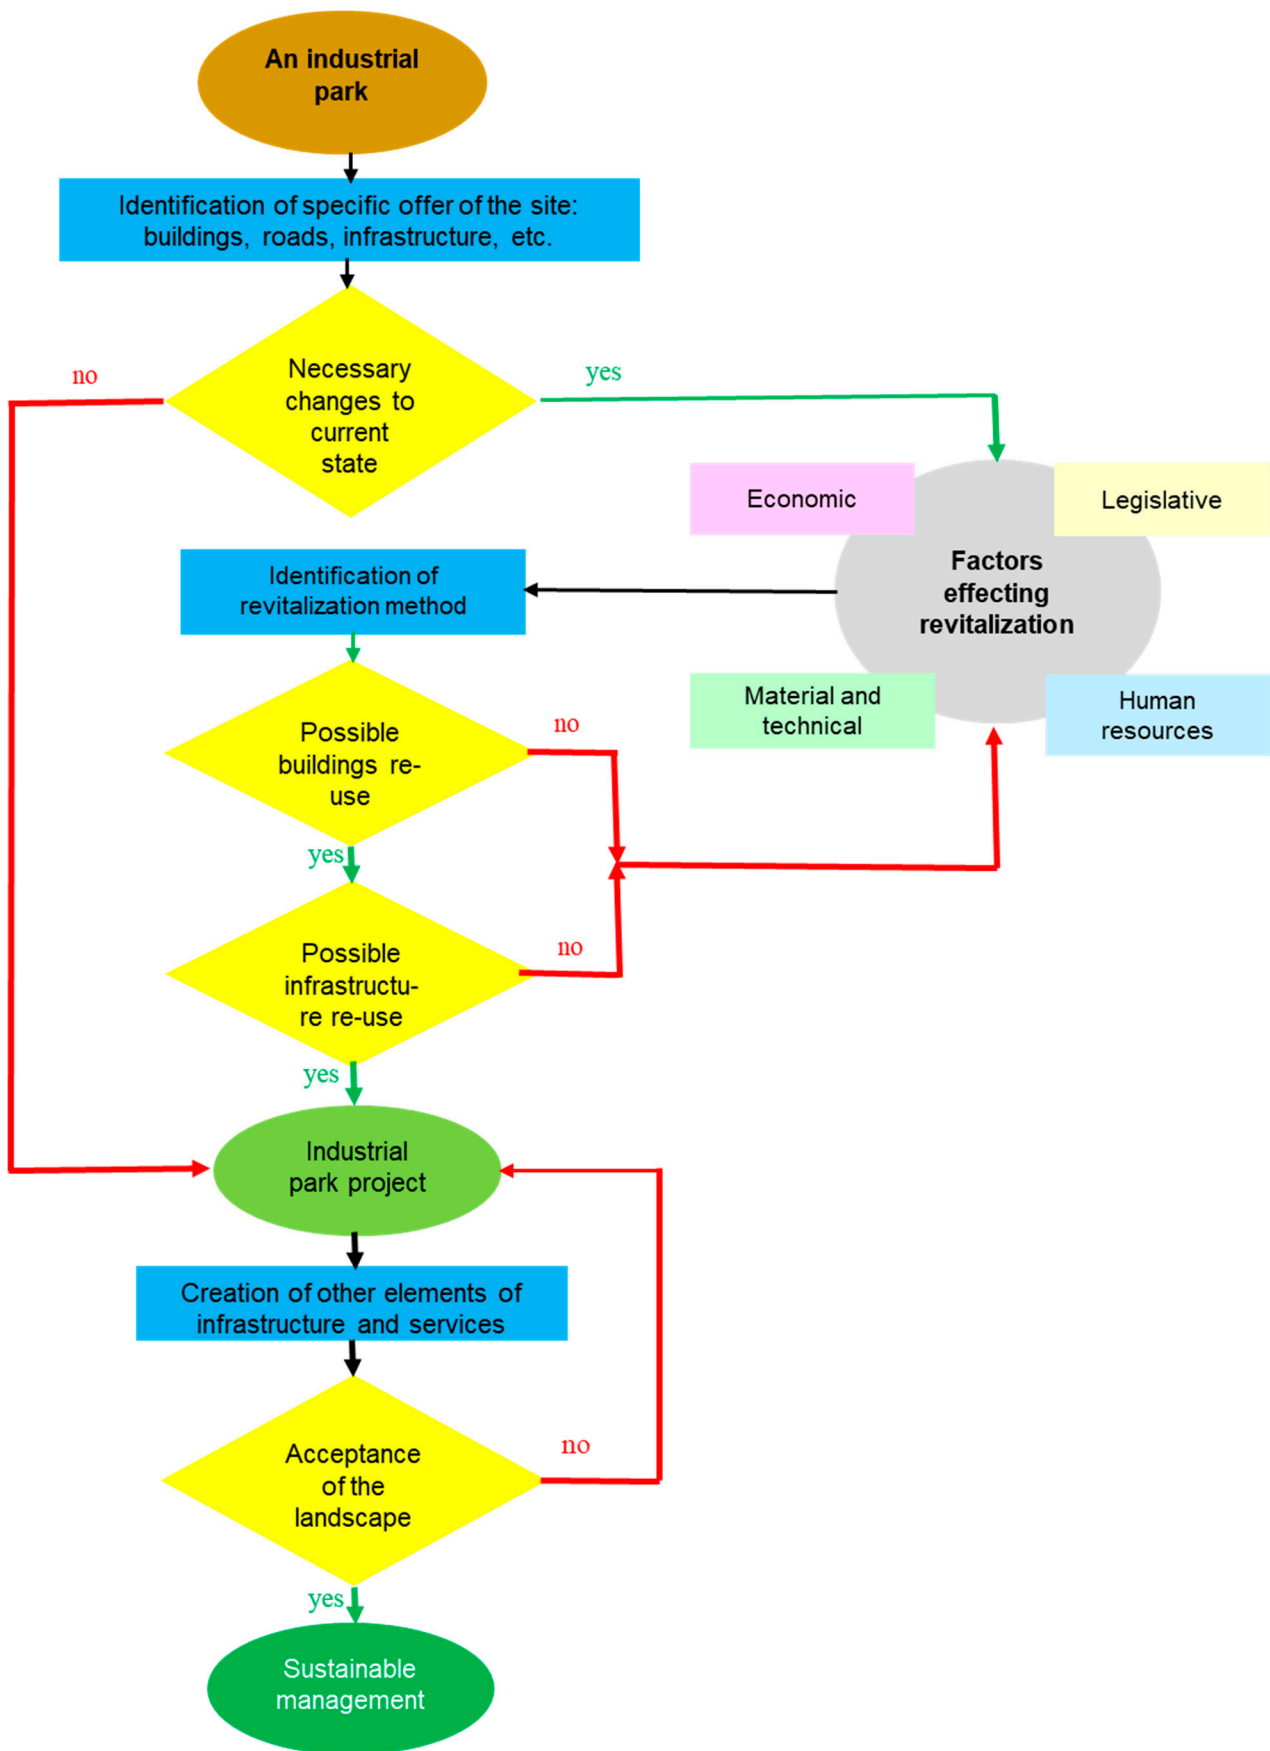 An industrial
park
Identification of specific offer of the site:
buildings, roads, infrastructure, etc.
no
Necessary
changes to
current
state
yes
Economic
Legislative
Factors
effecting
revitalization
Material and
technical
Human
resources
Identification of
revitalization method
Possible
buildings re-
use
no
yes
Possible
infrastructu-
re re-use
no
yes
Industrial
park project
Creation of other elements of
infrastructure and services
Acceptance
of the
landscape
no
yes
Sustainable
management